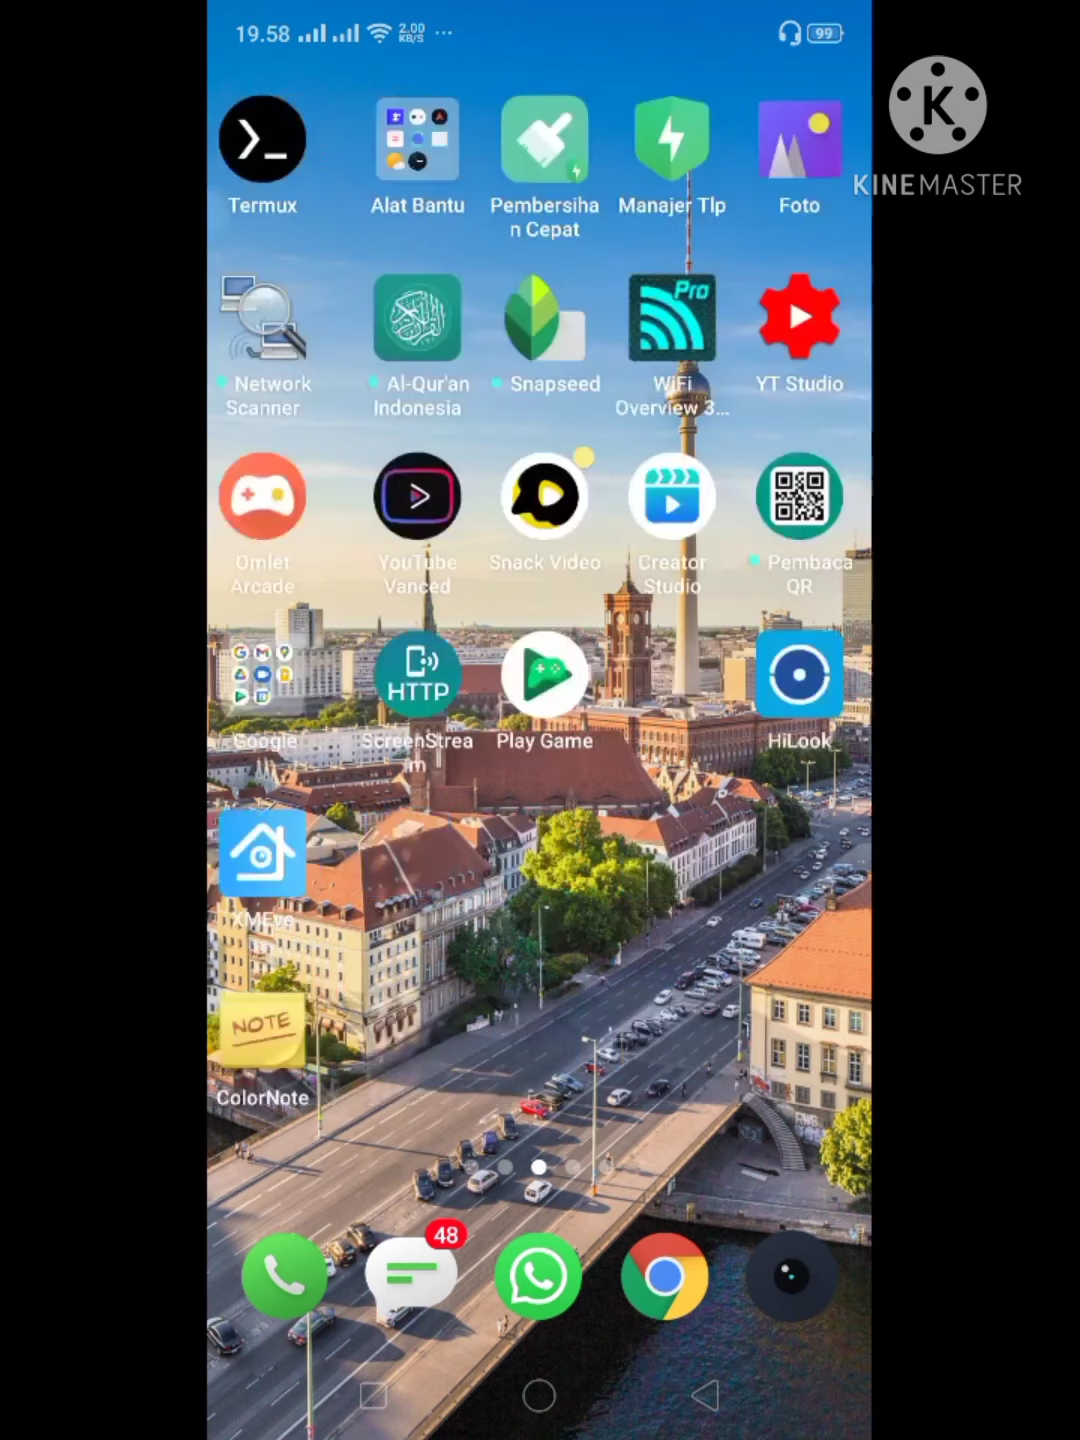 19.58
2.00
KB/S
99
K
KINEMASTER
Termux
Alat Bantu
Pembersiha
n Cepat
Manajer Tlp
Foto
Pro
Network
Scanner
Al-Qur'an
Indonesia
Snapseed
WiFi
Overview 3...
YT Studio
Omlet
Arcade
YouTube
Vanced
Snack Video
Creator
Studio
Pembaca
QR
HTTP
Google
ScreenStrea
m
Play Game
HiLook
XMEye
NOTE
ColorNote
48